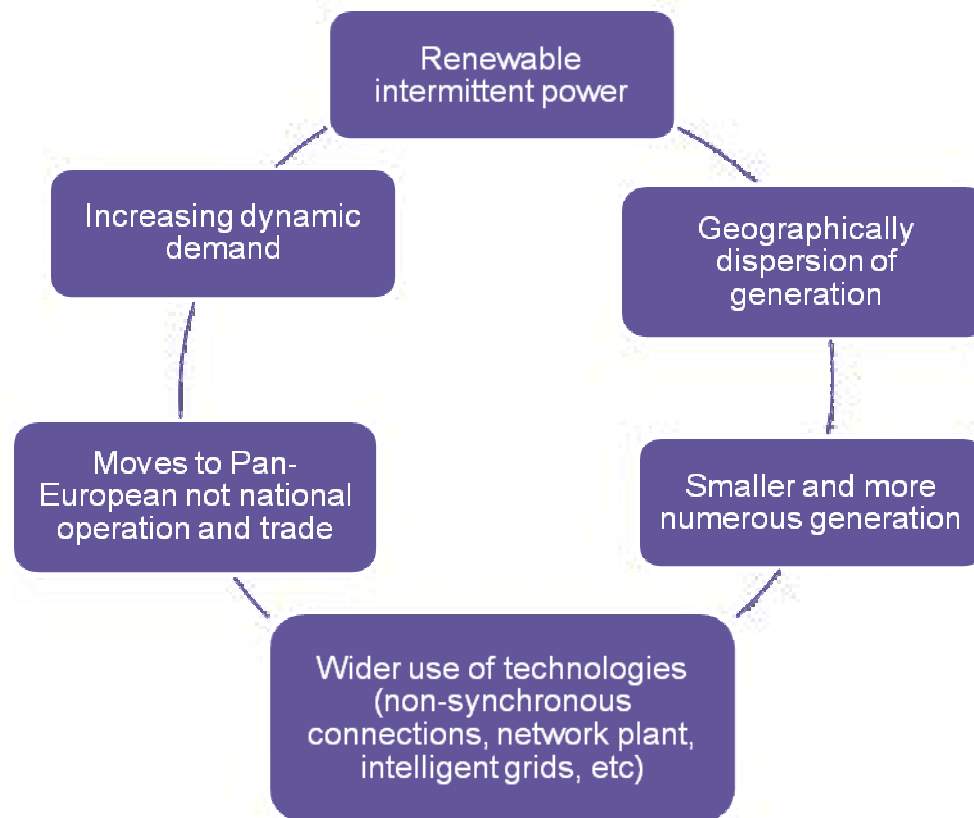 Renewable
intermittent power
Increasing dynamic
demand
Geographically
dispersion of
generation
Moves to Pan-
European not national
operation and trade
Smaller and more
numerous generation
Wider use of technologies
(non-synchronous
connections, network plant,
intelligent grids, etc)